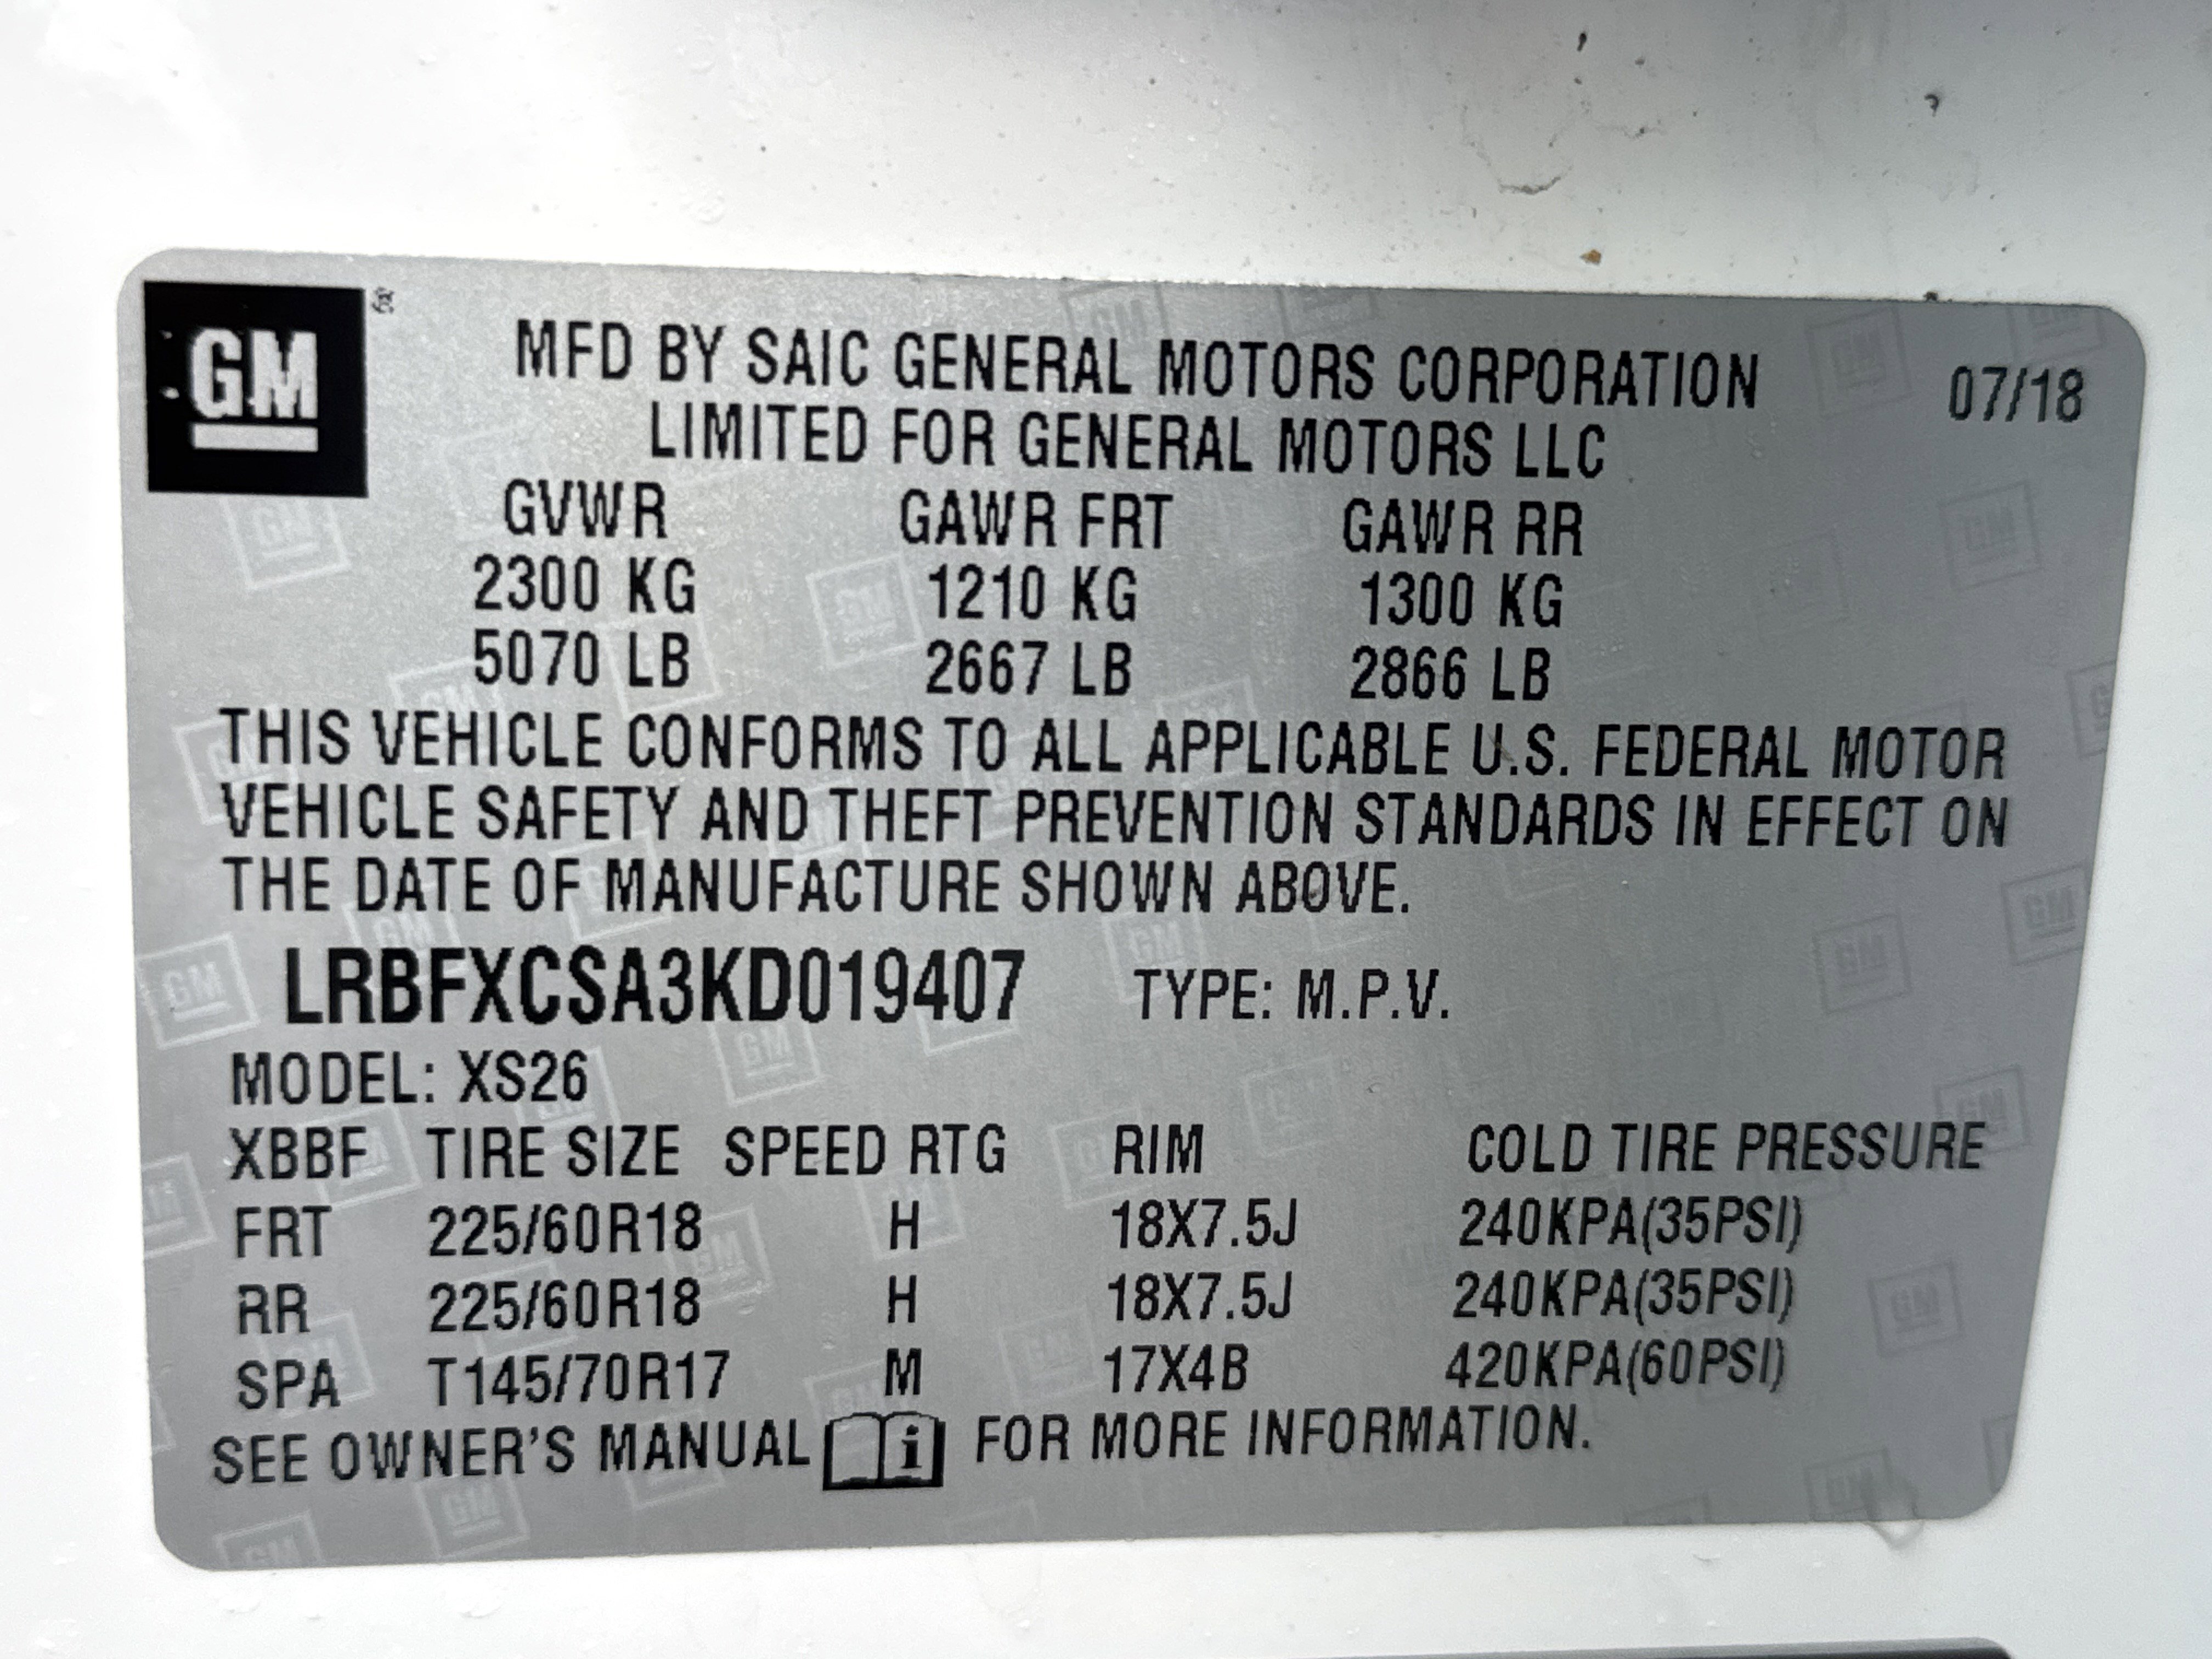 GM ®
MFD BY SAIC GENERAL MOTORS CORPORATION 07/18
LIMITED FOR GENERAL MOTORS LLC
GVWR GAWR FRT GAWR RR
2300 KG 1210 KG 1300 KG
5070 LB 2667 LB 2866 LB
THIS VEHICLE CONFORMS TO ALL APPLICABLE U.S. FEDERAL MOTOR
VEHICLE SAFETY AND THEFT PREVENTION STANDARDS IN EFFECT ON
THE DATE OF MANUFACTURE SHOWN ABOVE.
LRBFXCSA3KD019407 TYPE: M.P.V.
MODEL: XS26
XBBF TIRE SIZE SPEED RTG RIM COLD TIRE PRESSURE
FRT 225/60R18 H 18X7.5J 240KPA(35PSI)
RR 225/60R18 H 18X7.5J 240KPA(35PSI)
SPA T145/70R17 M 17X4B 420KPA(60PSI)
SEE OWNER'S MANUAL i FOR MORE INFORMATION.